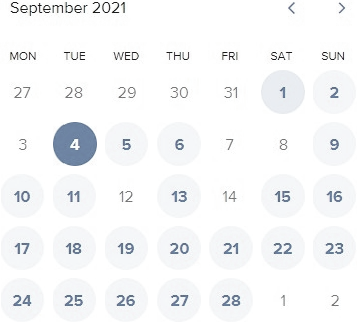 September 2021
MON TUE WED THU FRI SAT SUN
27 28 29 30 31 1 2
3 4 5 6 7 8 9
10 11 12 13 14 15 16
17 18 19 20 21 22 23
24 25 26 27 28 1 2